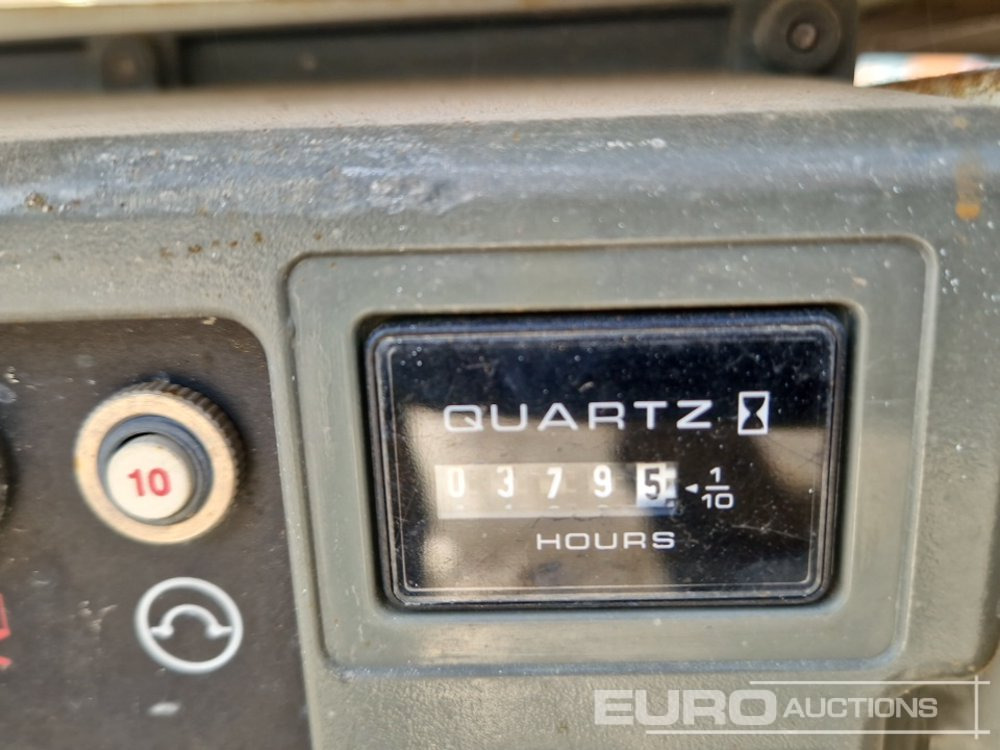 QUARTZ
03795 1/10
HOURS
10
EURO AUCTIONS